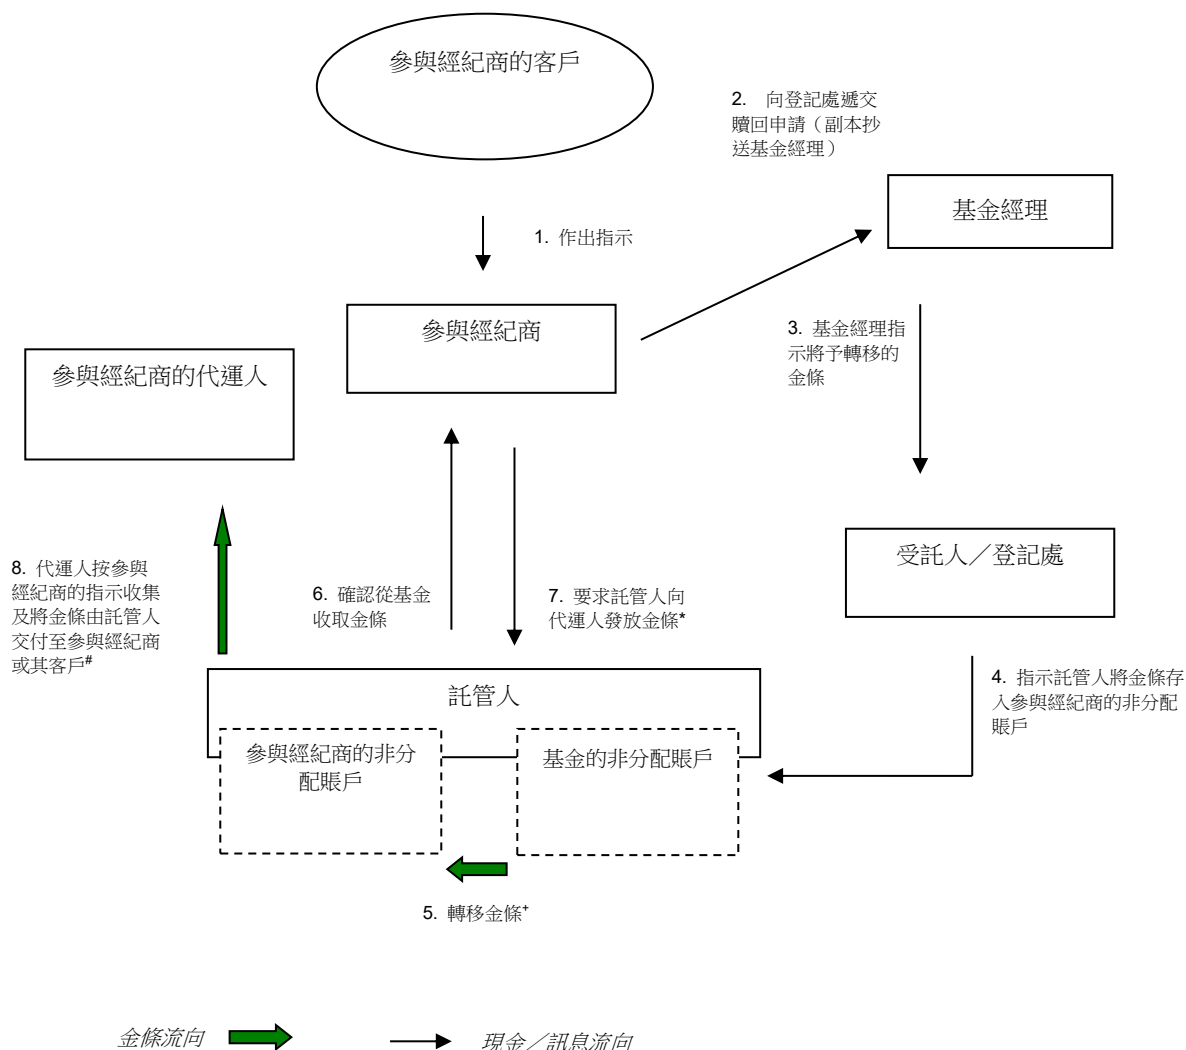 參與經紀商的客戶
2. 向登記處遞交
贖回申請（副本抄
送基金經理）
基金經理
1. 作出指示
參與經紀商
3. 基金經理指
示將予轉移的
金條
參與經紀商的代運人
受託人／登記處
8. 代運人按參與
經紀商的指示收集
及將金條由託管人
交付至參與經紀商
或其客戶#
6. 確認從基金
收取金條
7. 要求託管人向
代運人發放金條*
4. 指示託管人將金條存
入參與經紀商的非分配
賬戶
託管人
參與經紀商的非分
配賬戶
基金的非分配賬戶
5. 轉移金條+
金條流向
現金／訊息流向